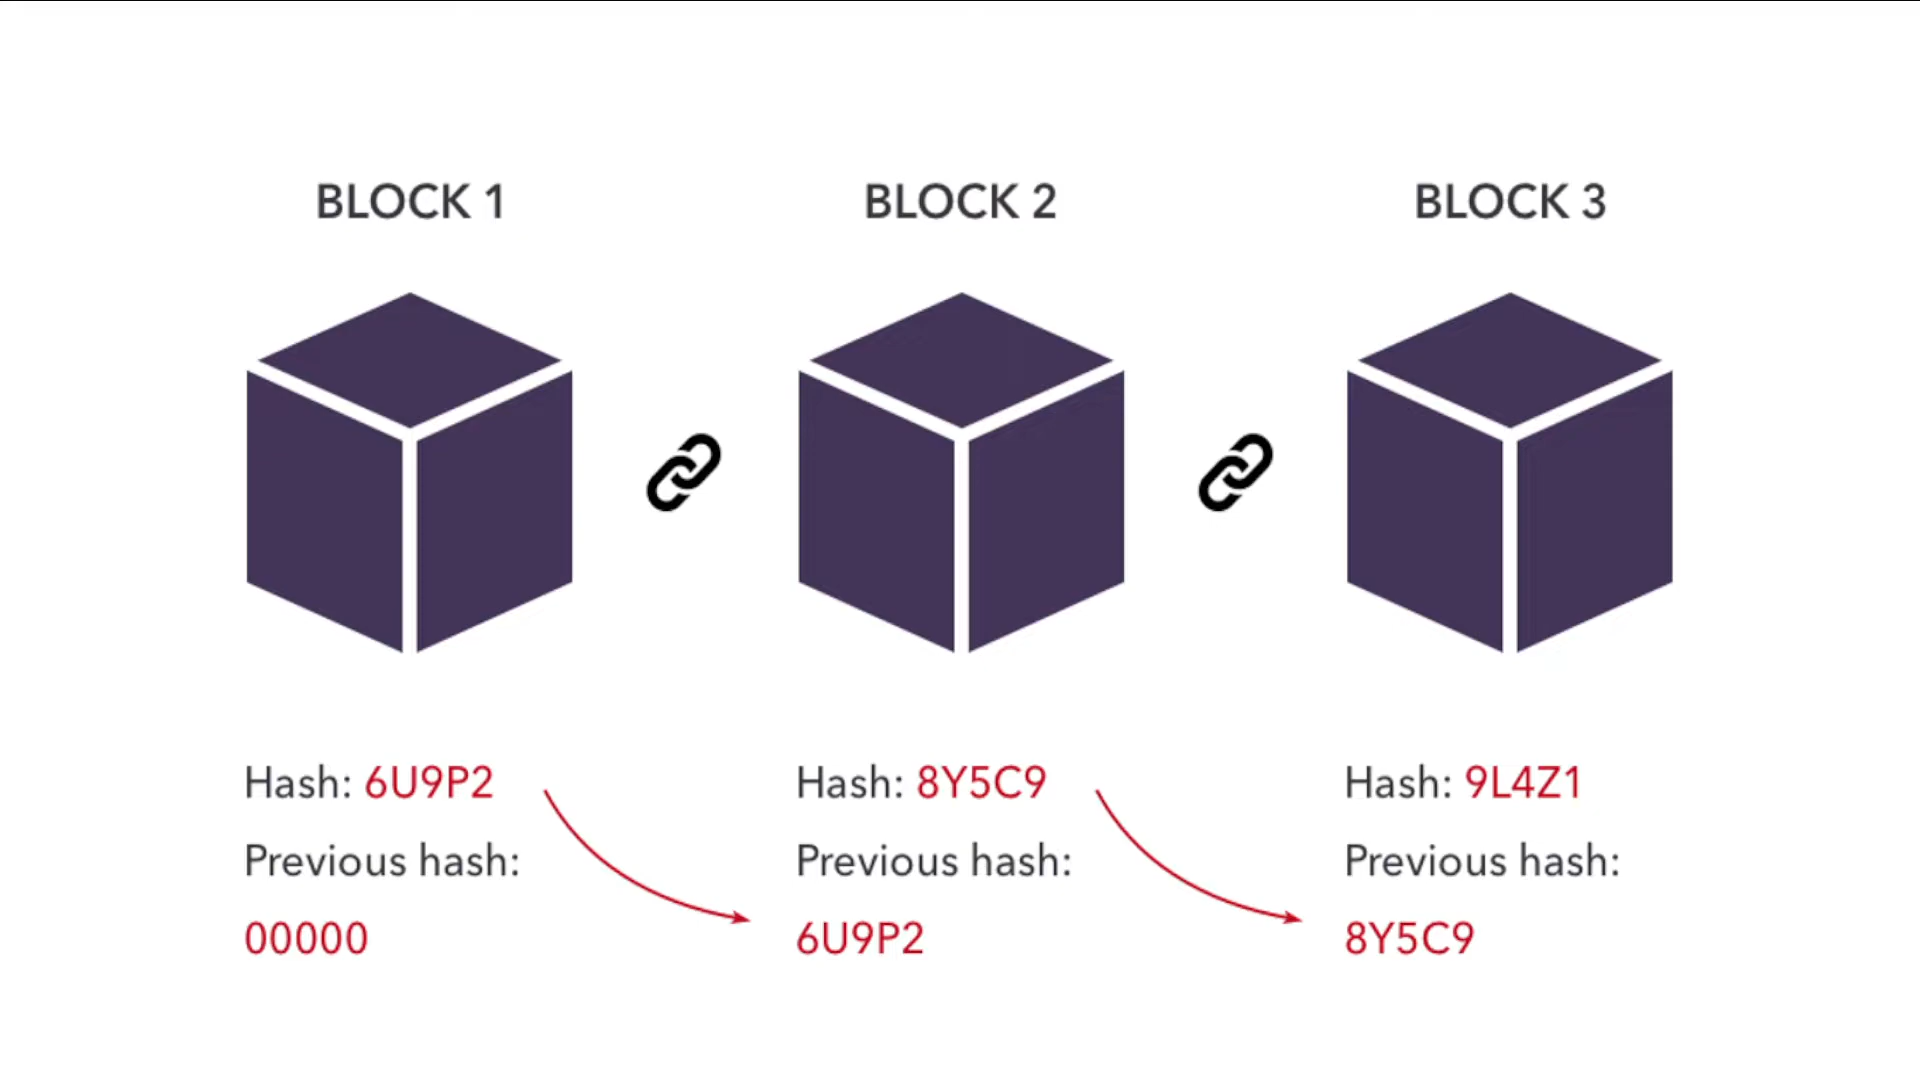 BLOCK 1
BLOCK 2
BLOCK 3
Hash: 6U9P2
Previous hash:
00000
Hash: 8Y5C9
Previous hash:
6U9P2
Hash: 9L4Z1
Previous hash:
8Y5C9